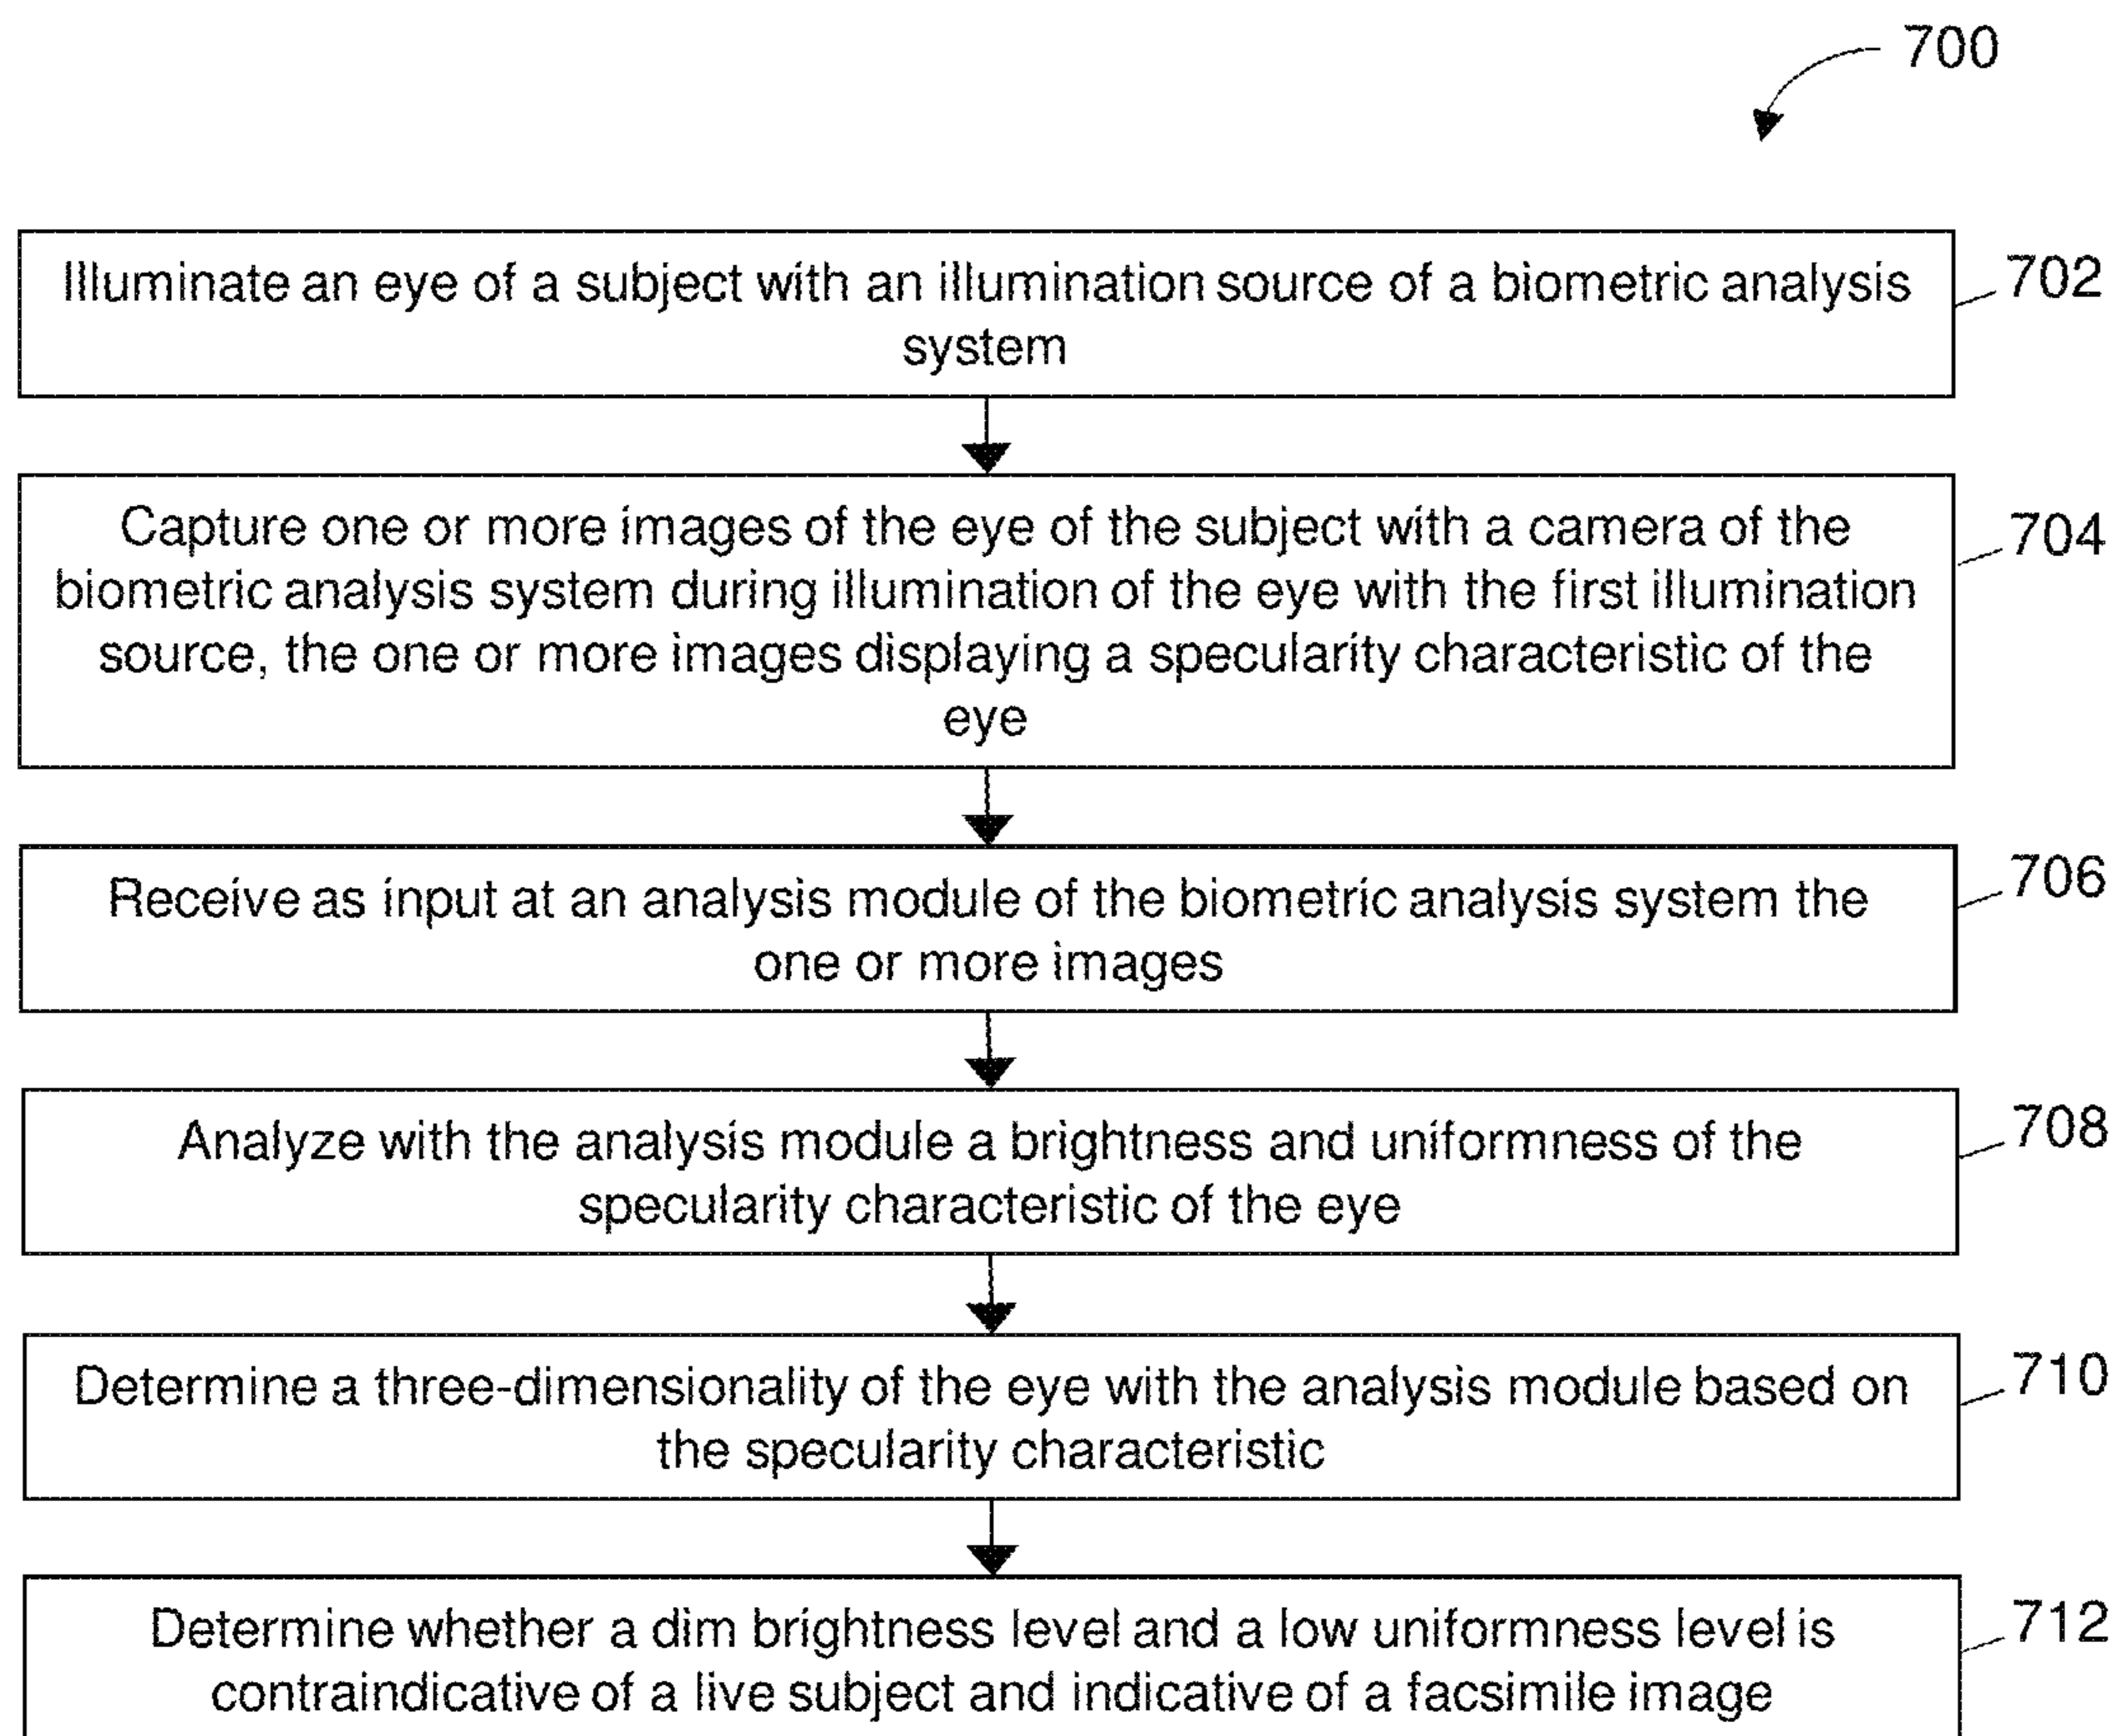 700
Illuminate an eye of a subject with an illumination source of a biometric analysis
system
702
Capture one or more images of the eye of the subject with a camera of the
biometric analysis system during illumination of the eye with the first illumination
source, the one or more images displaying a specularity characteristic of the
eye
704
Receive as input at an analysis module of the biometric analysis system the
one or more images
706
Analyze with the analysis module a brightness and uniformness of the
specularity characteristic of the eye
708
Determine a three-dimensionality of the eye with the analysis module based on
the specularity characteristic
710
Determine whether a dim brightness level and a low uniformness level is
contraindicative of a live subject and indicative of a facsimile image
712